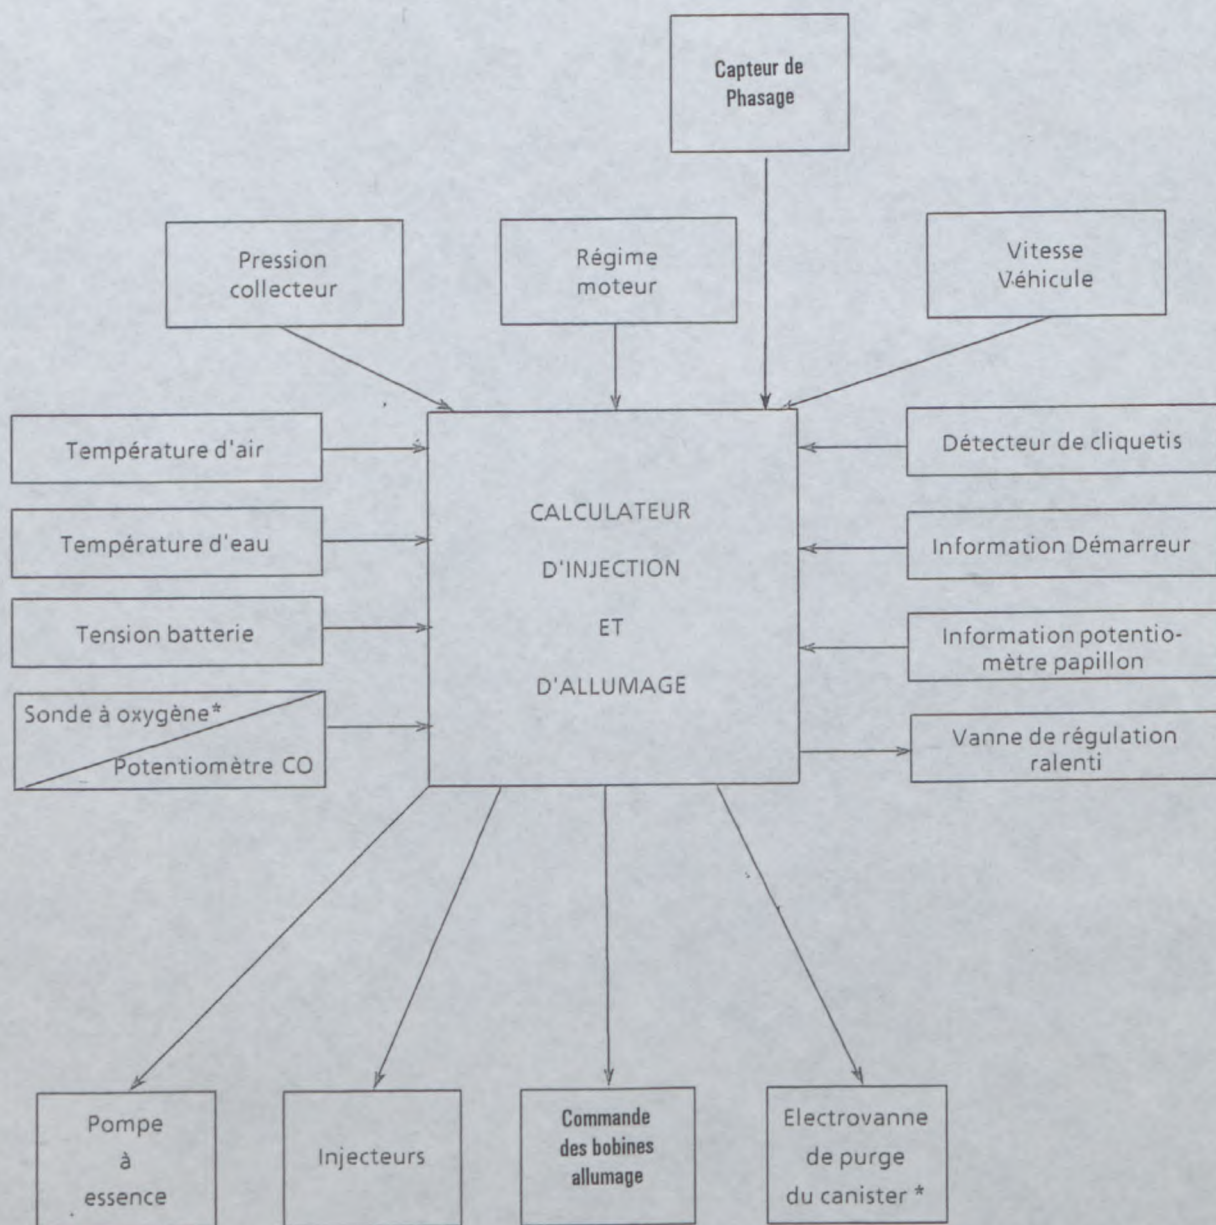 Capteur de
Phasage
Pression
collecteur
Régime
moteur
Vitesse
Véhicule
Température d'air
Température d'eau
Tension batterie
Sonde à oxygène*
Potentiomètre CO
CALCULATEUR
D'INJECTION
ET
D'ALLUMAGE
Détecteur de cliquetis
Information Démarreur
Information potentio-
mètre papillon
Vanne de régulation
ralenti
Pompe
à
essence
Injecteurs
Commande
des bobines
allumage
Electrovanne
de purge
du canister *